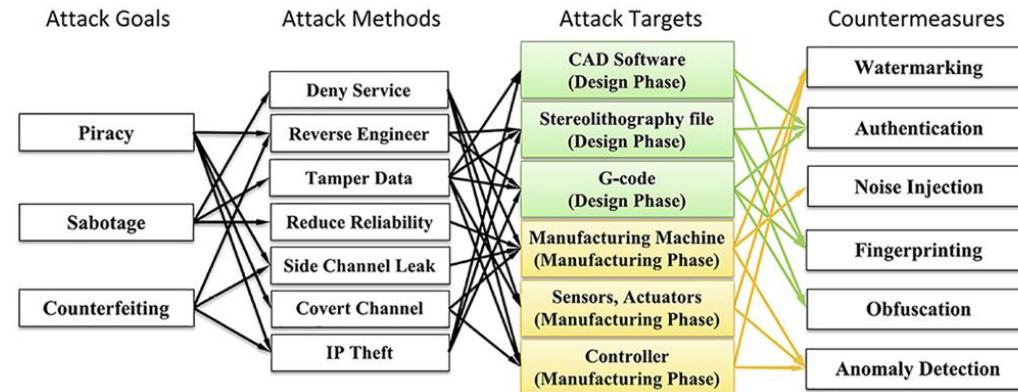 Attack Goals
Attack Methods
Attack Targets
Countermeasures
Piracy
Sabotage
Counterfeiting
Deny Service
Reverse Engineer
Tamper Data
Reduce Reliability
Side Channel Leak
Covert Channel
IP Theft
CAD Software
(Design Phase)
Stereolithography file
(Design Phase)
G-code
(Design Phase)
Manufacturing Machine
(Manufacturing Phase)
Sensors, Actuators
(Manufacturing Phase)
Controller
(Manufacturing Phase)
Watermarking
Authentication
Noise Injection
Fingerprinting
Obfuscation
Anomaly Detection